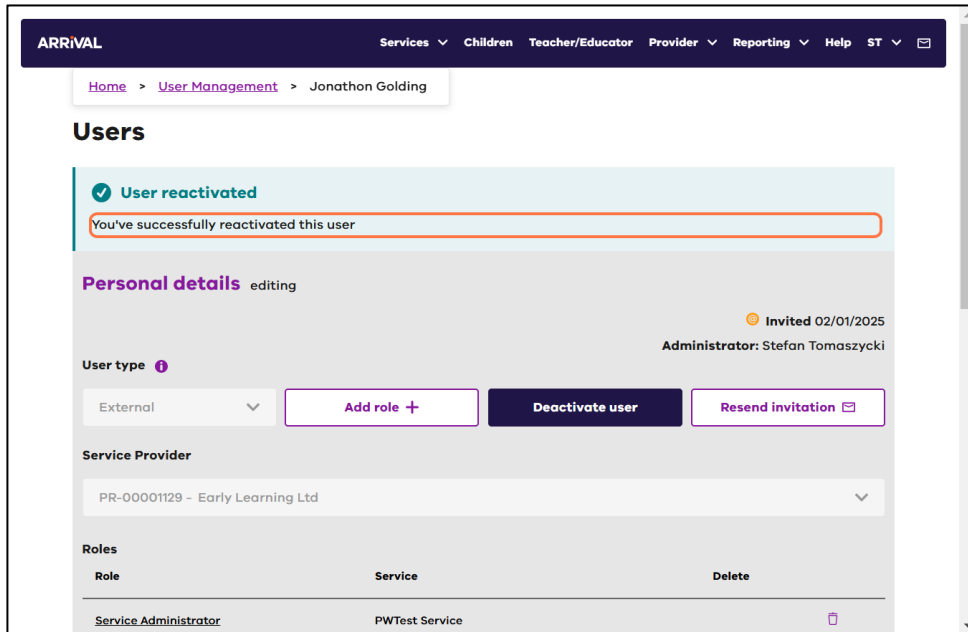 ARRiVAL Services Children Teacher/Educator Provider Reporting Help ST
Home > User Management > Jonathon Golding
Users
User reactivated
You've successfully reactivated this user
Personal details editing
Invited 02/01/2025
Administrator: Stefan Tomaszycki
User type
External Add role + Deactivate user Resend invitation
Service Provider
PR-00001129 - Early Learning Ltd
Roles
Role Service Delete
Service Administrator PWTest Service